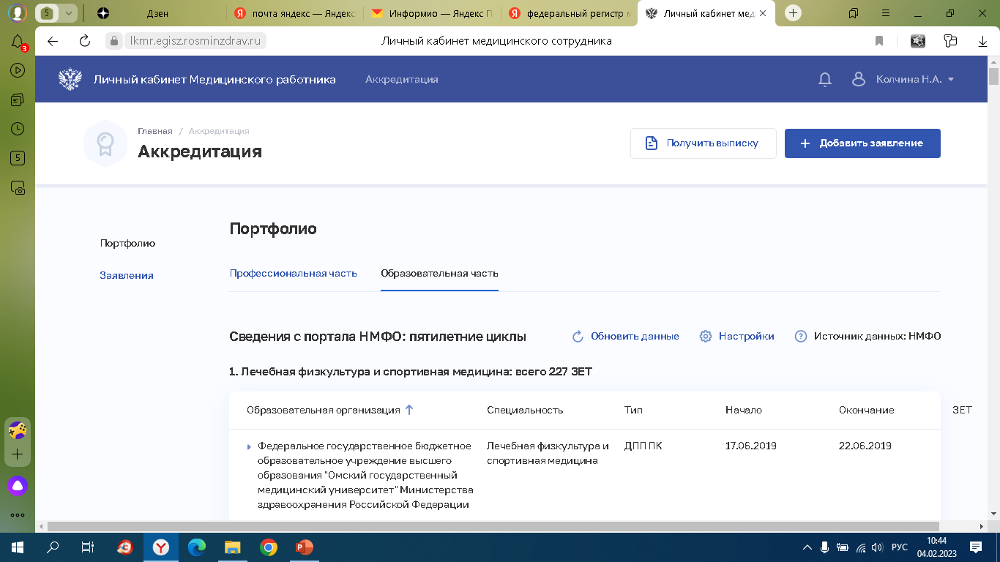 5
Дзен
почта яндекс — Яндекс
Информио — Яндекс П
федеральный регистр м
Личный кабинет мед
3
lkmr.egisz.rosminzdrav.ru
Личный кабинет медицинского сотрудника
Личный кабинет Медицинского работника
Аккредитация
Колчина Н.А.
Главная / Аккредитация
Аккредитация
Получить выписку
Добавить заявление
5
Портфолио
Заявления
Портфолио
Профессиональная часть
Образовательная часть
Сведения с портала НМФО: пятилетние циклы
Обновить данные
Настройки
Источник данных: НМФО
1. Лечебная физкультура и спортивная медицина: всего 227 ЗЕТ
Образовательная организация
Специальность
Тип
Начало
Окончание
ЗЕТ
Федеральное государственное бюджетное
образовательное учреждение высшего
образования "Омский государственный
медицинский университет" Министерства
здравоохранения Российской Федерации
Лечебная физкультура и
спортивная медицина
ДПП ПК
17.06.2019
22.06.2019
РУС
10:44
04.02.2023